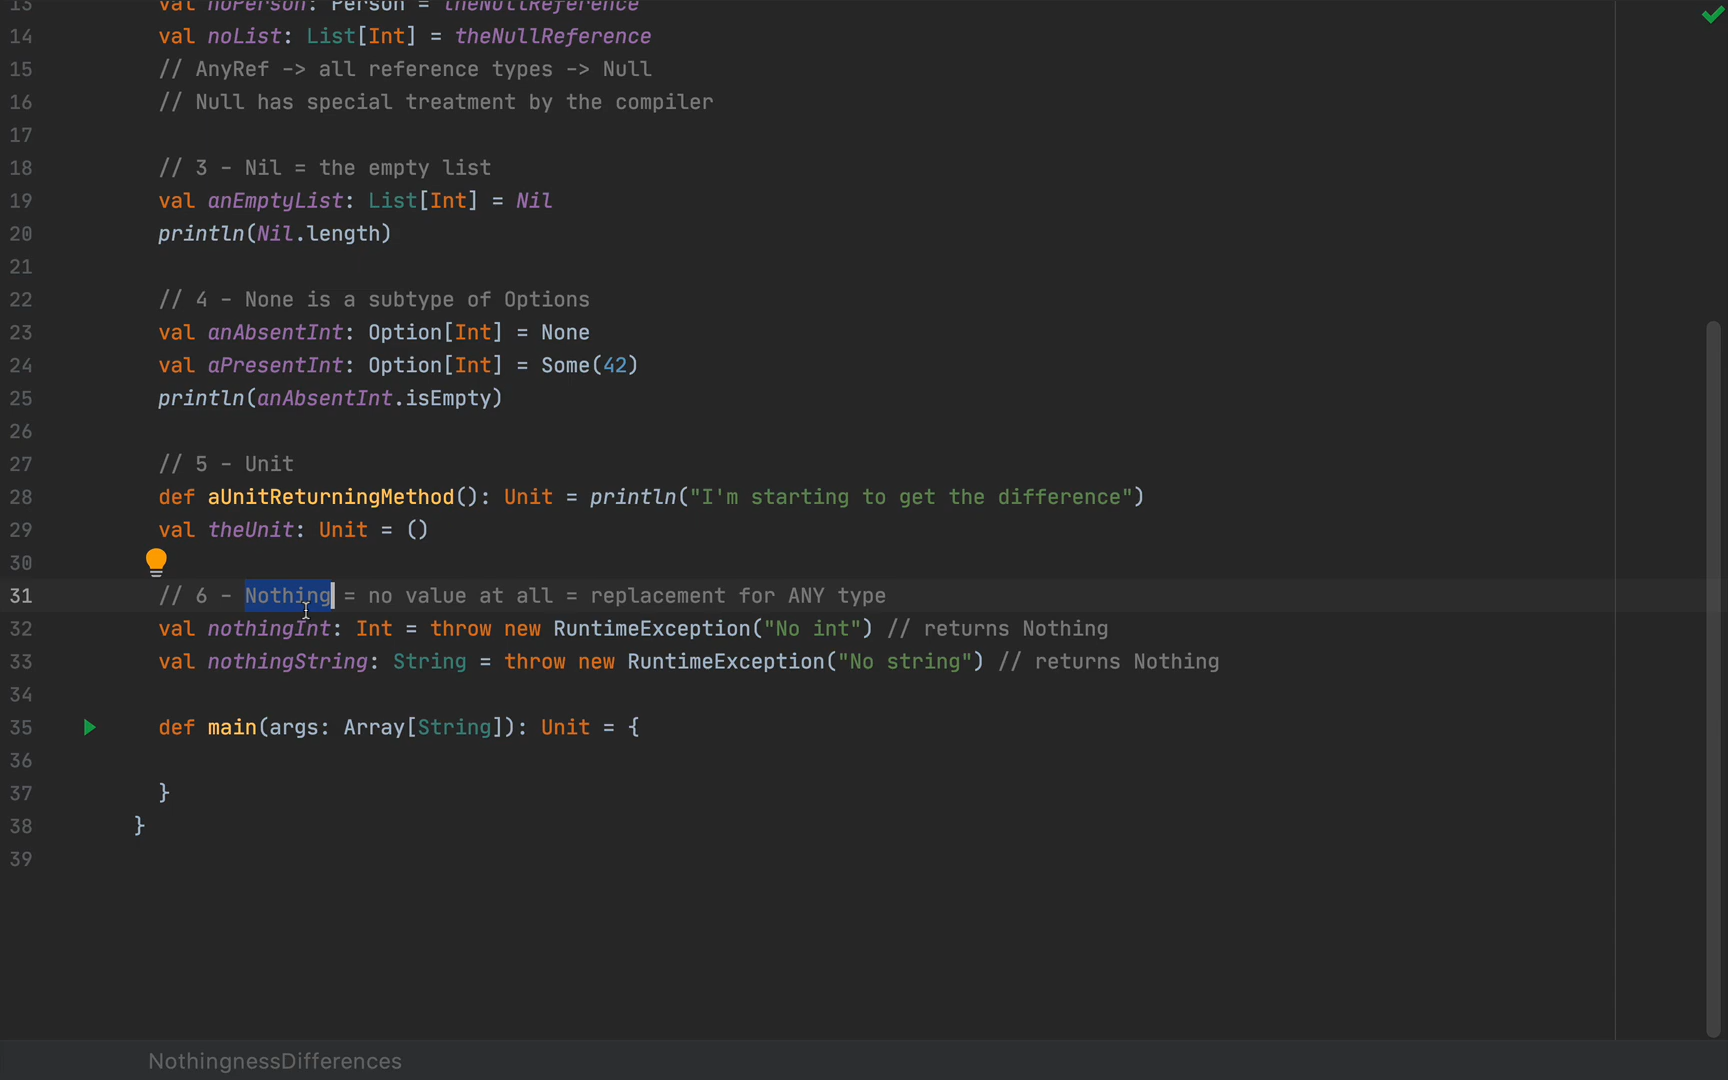 13 val noPerson: Person = theNullReference
14 val noList: List[Int] = theNullReference
15 // AnyRef -> all reference types -> Null
16 // Null has special treatment by the compiler
17
18 // 3 - Nil = the empty list
19 val anEmptyList: List[Int] = Nil
20 println(Nil.length)
21
22 // 4 - None is a subtype of Options
23 val anAbsentInt: Option[Int] = None
24 val aPresentInt: Option[Int] = Some(42)
25 println(anAbsentInt.isEmpty)
26
27 // 5 - Unit
28 def aUnitReturningMethod(): Unit = println("I'm starting to get the difference")
29 val theUnit: Unit = ()
30
31 // 6 - Nothing = no value at all = replacement for ANY type
32 val nothingInt: Int = throw new RuntimeException("No int") // returns Nothing
33 val nothingString: String = throw new RuntimeException("No string") // returns Nothing
34
35 def main(args: Array[String]): Unit = {
36
37 }
38 }
39
NothingnessDifferences